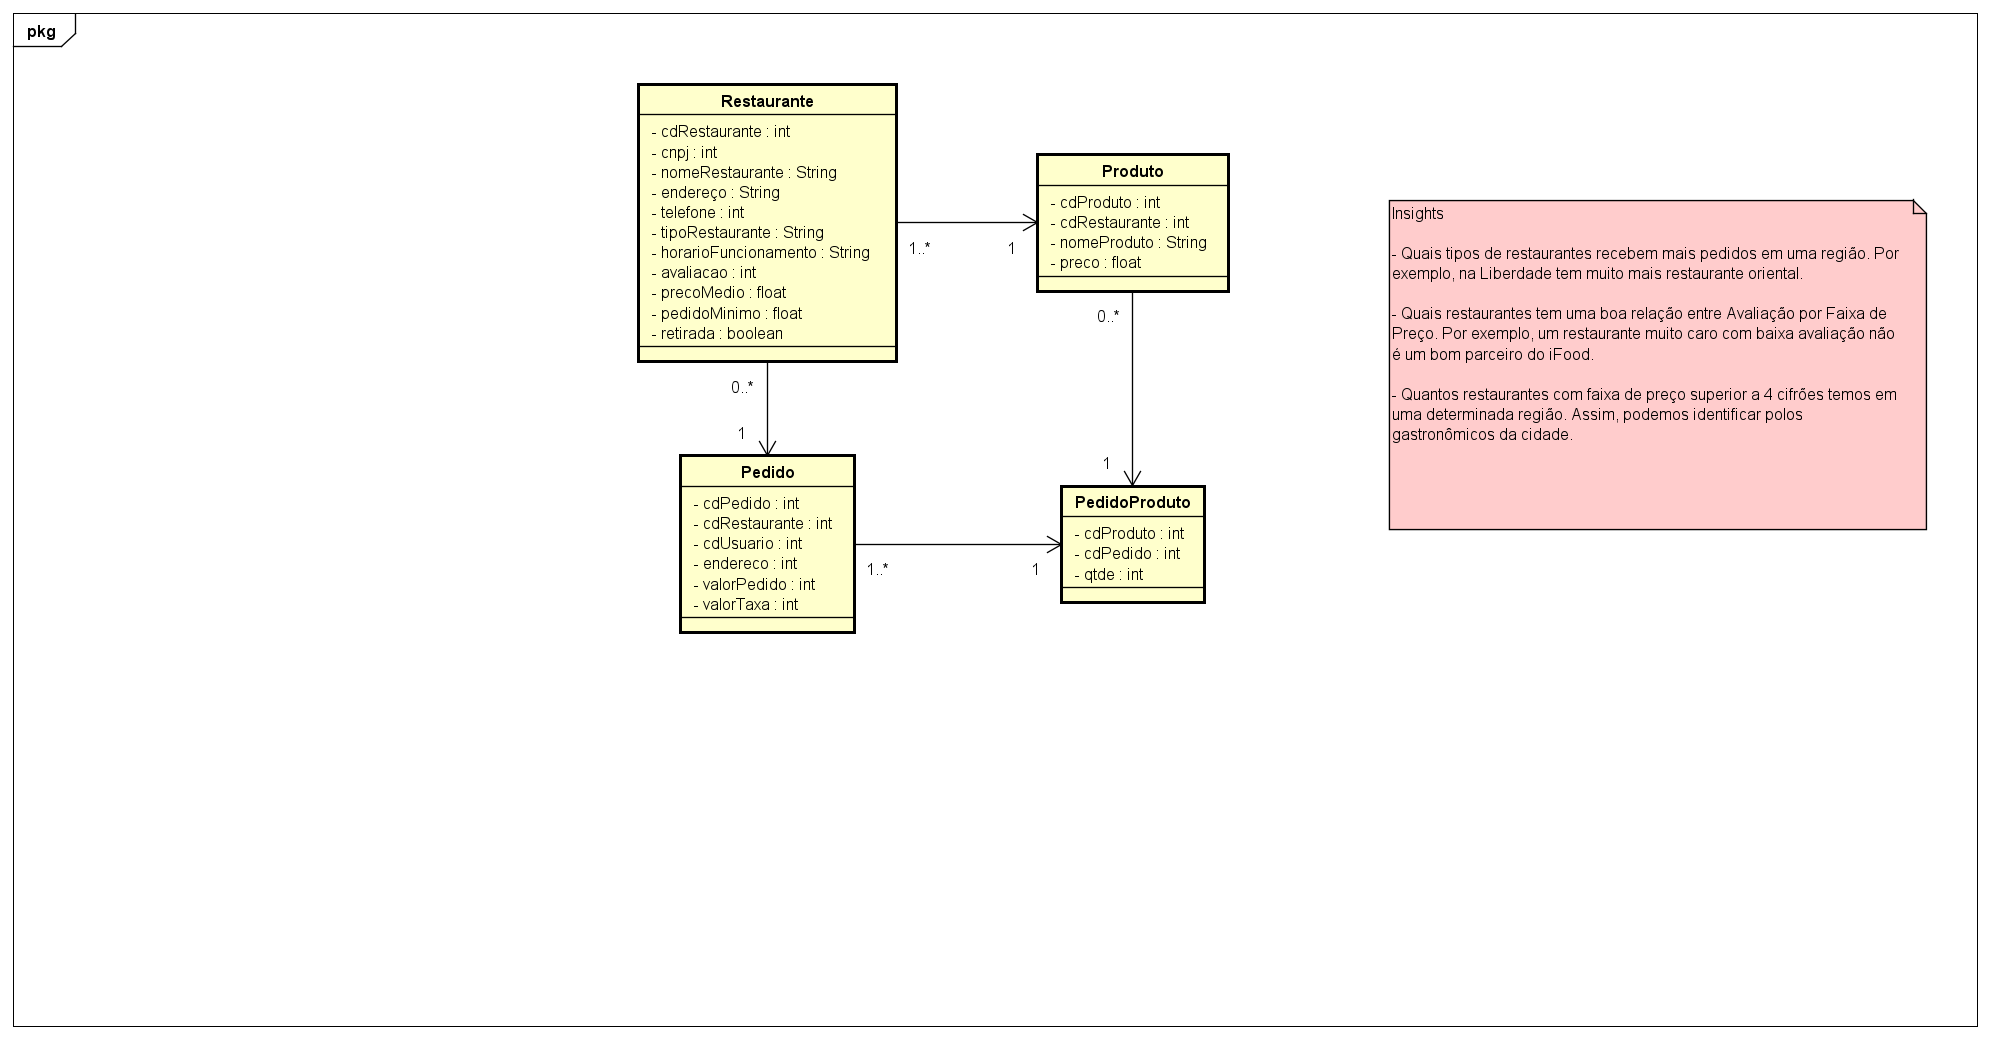 pkg
Restaurante
- cdRestaurante : int
- cnpj : int
- nomeRestaurante : String
- endereço : String
- telefone : int
- tipoRestaurante : String
- horarioFuncionamento : String
- avaliacao : int
- precoMedio : float
- pedidoMinimo : float
- retirada : boolean
1..*
1
Produto
- cdProduto : int
- cdRestaurante : int
- nomeProduto : String
- preco : float
0..*
1
0..*
1
Pedido
- cdPedido : int
- cdRestaurante : int
- cdUsuario : int
- endereco : int
- valorPedido : int
- valorTaxa : int
1..*
1
PedidoProduto
- cdProduto : int
- cdPedido : int
- qtde : int
Insights
- Quais tipos de restaurantes recebem mais pedidos em uma região. Por
exemplo, na Liberdade tem muito mais restaurante oriental.
- Quais restaurantes tem uma boa relação entre Avaliação por Faixa de
Preço. Por exemplo, um restaurante muito caro com baixa avaliação não
é um bom parceiro do iFood.
- Quantos restaurantes com faixa de preço superior a 4 cifrões temos em
uma determinada região. Assim, podemos identificar polos
gastronômicos da cidade.